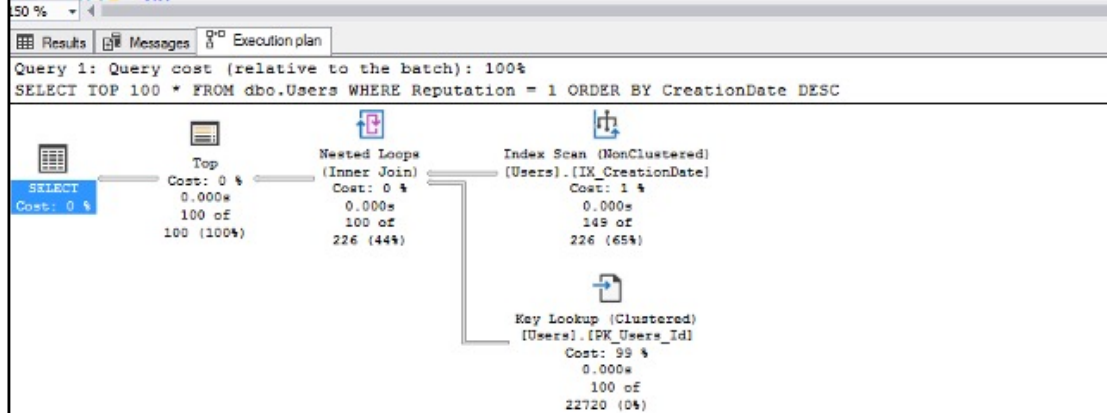 150 %
Results Messages Execution plan
Query 1: Query cost (relative to the batch): 100%
SELECT TOP 100 * FROM dbo.Users WHERE Reputation = 1 ORDER BY CreationDate DESC
SELECT
Cost: 0 %
Top
Cost: 0 %
0.000s
100 of
100 (100%)
Nested Loops
(Inner Join)
Cost: 0 %
0.000s
100 of
226 (44%)
Index Scan (NonClustered)
[Users].[IX_CreationDate]
Cost: 1 %
0.000s
149 of
226 (65%)
Key Lookup (Clustered)
[Users].[PK_Users_Id]
Cost: 99 %
0.000s
100 of
22720 (0%)